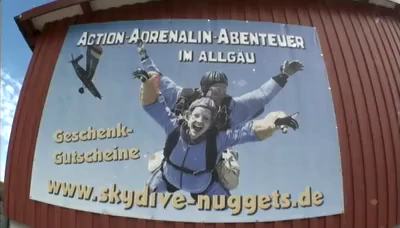 Action-Adrenalin-Abenteuer
im Allgäu
Geschenk-
Gutscheine
www.skydive-nuggets.de